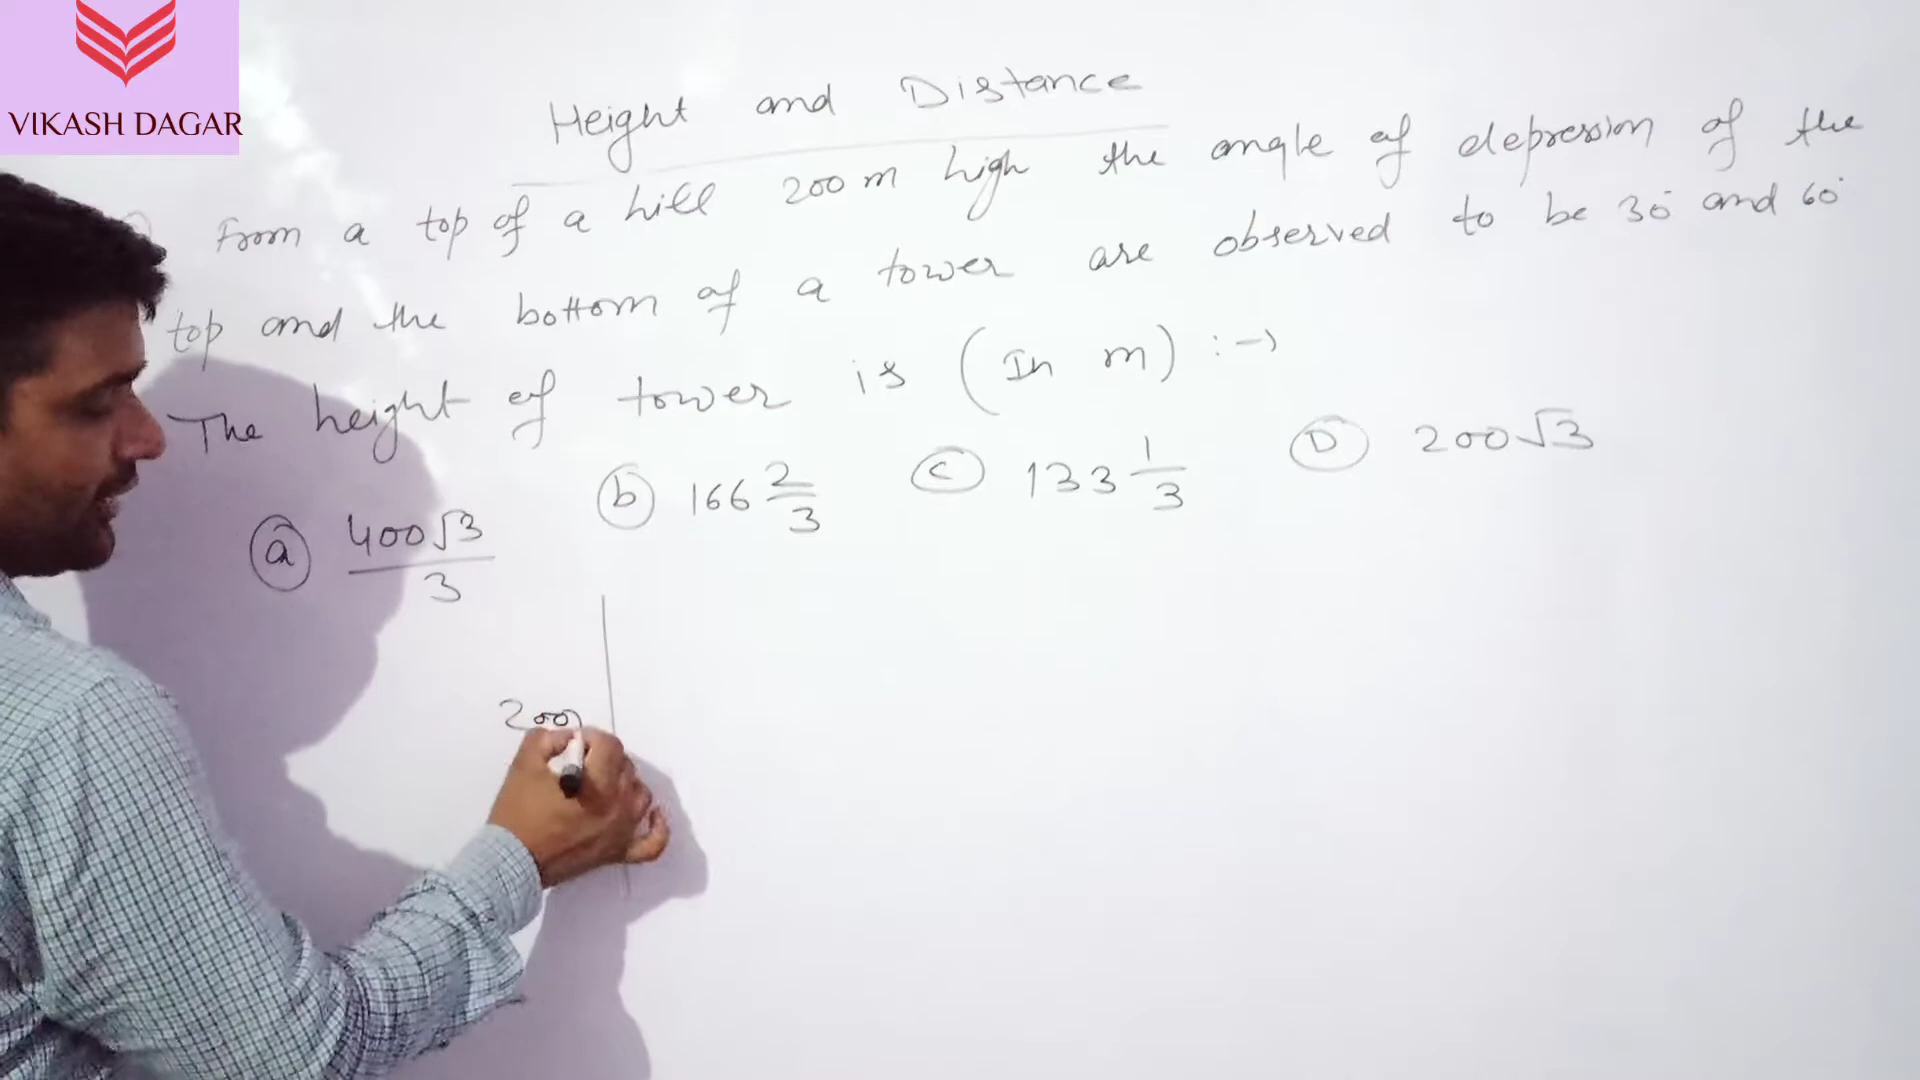 VIKASH DAGAR
Height and Distance
From a top of a hill 200 m high the angle of depression of the
top and the bottom of a tower are observed to be 30° and 60°
The height of tower is (In m) :→
(a) 400√3/3 (b) 166 2/3 (c) 133 1/3 (D) 200√3
200